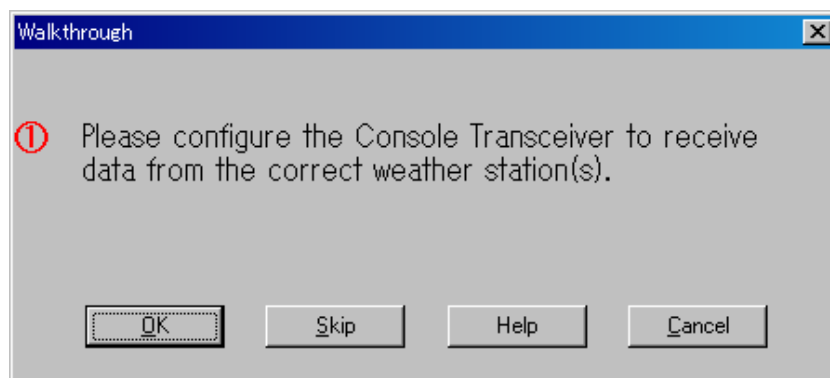 Walkthrough
① Please configure the Console Transceiver to receive
data from the correct weather station(s).
OK Skip Help Cancel